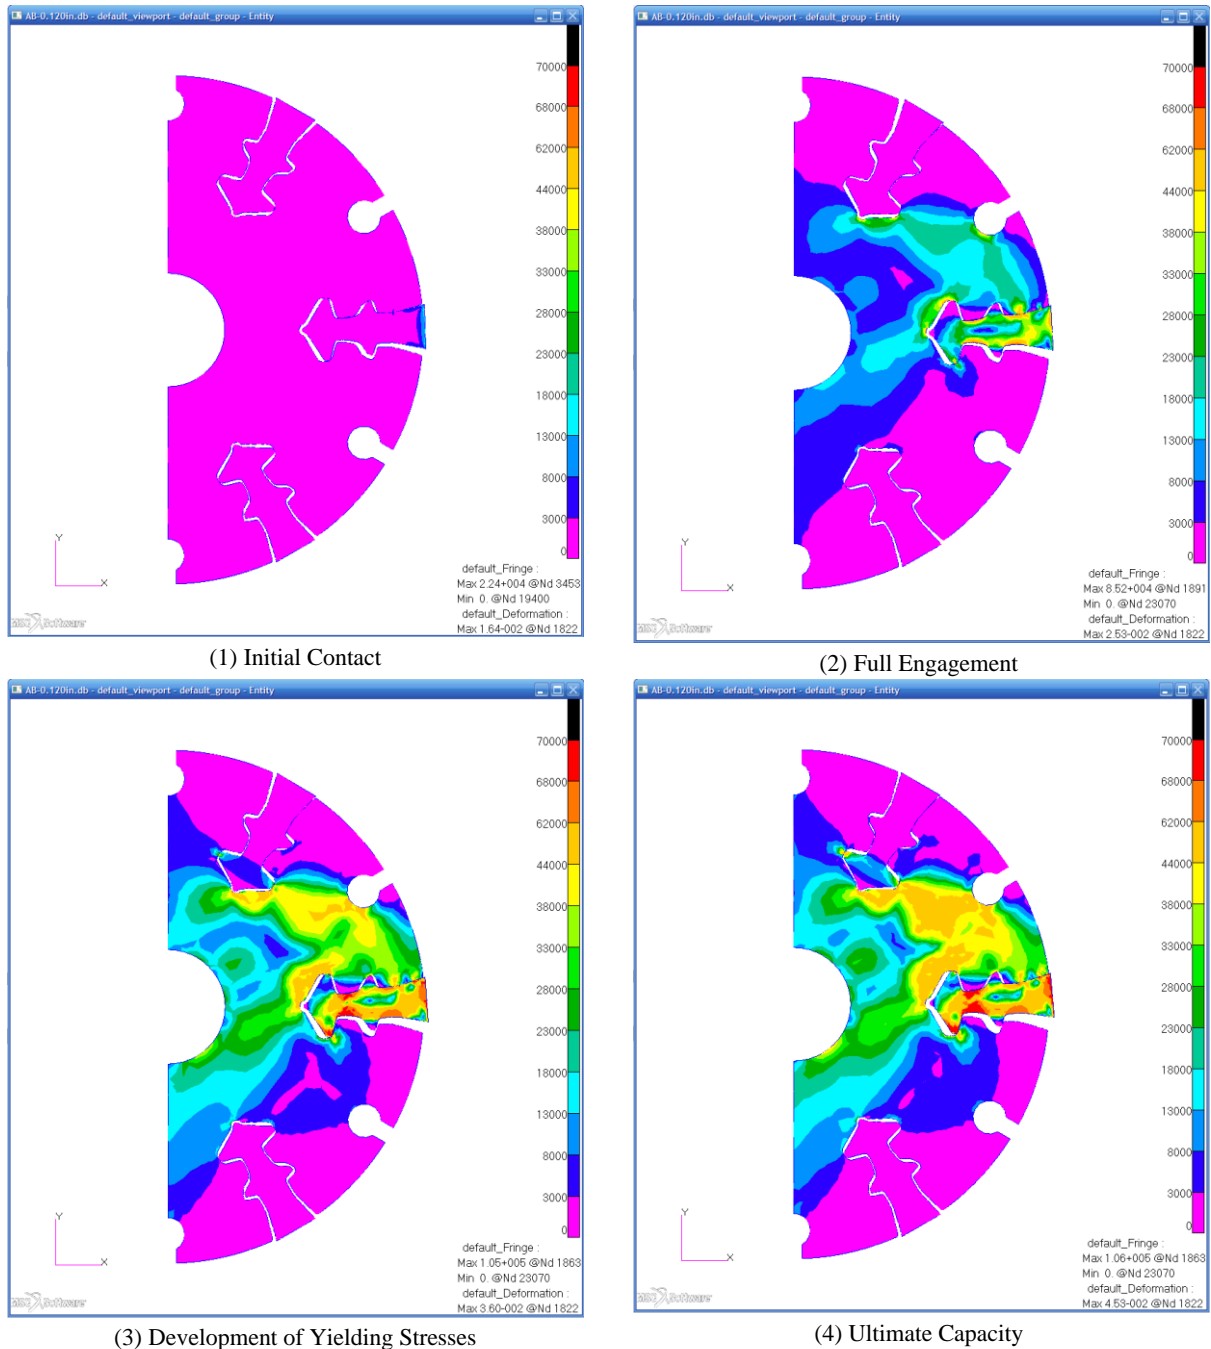 AB-0.120in.db - default_viewport - default_group - Entity
70000
68000
62000
44000
38000
33000
28000
23000
18000
13000
8000
3000
0
Y
X
default_Fringe :
Max 2.24+004 @Nd 3453
Min 0. @Nd 19400
default_Deformation :
Max 1.64-002 @Nd 1822
MSC Software
(1) Initial Contact
AB-0.120in.db - default_viewport - default_group - Entity
70000
68000
62000
44000
38000
33000
28000
23000
18000
13000
8000
3000
0
Y
X
default_Fringe :
Max 8.52+004 @Nd 1891
Min 0. @Nd 23070
default_Deformation :
Max 2.53-002 @Nd 1822
MSC Software
(2) Full Engagement
AB-0.120in.db - default_viewport - default_group - Entity
70000
68000
62000
44000
38000
33000
28000
23000
18000
13000
8000
3000
0
Y
X
default_Fringe :
Max 1.05+005 @Nd 1863
Min 0. @Nd 23070
default_Deformation :
Max 3.60-002 @Nd 1822
MSC Software
(3) Development of Yielding Stresses
AB-0.120in.db - default_viewport - default_group - Entity
70000
68000
62000
44000
38000
33000
28000
23000
18000
13000
8000
3000
0
Y
X
default_Fringe :
Max 1.06+005 @Nd 1863
Min 0. @Nd 23070
default_Deformation :
Max 4.53-002 @Nd 1822
MSC Software
(4) Ultimate Capacity